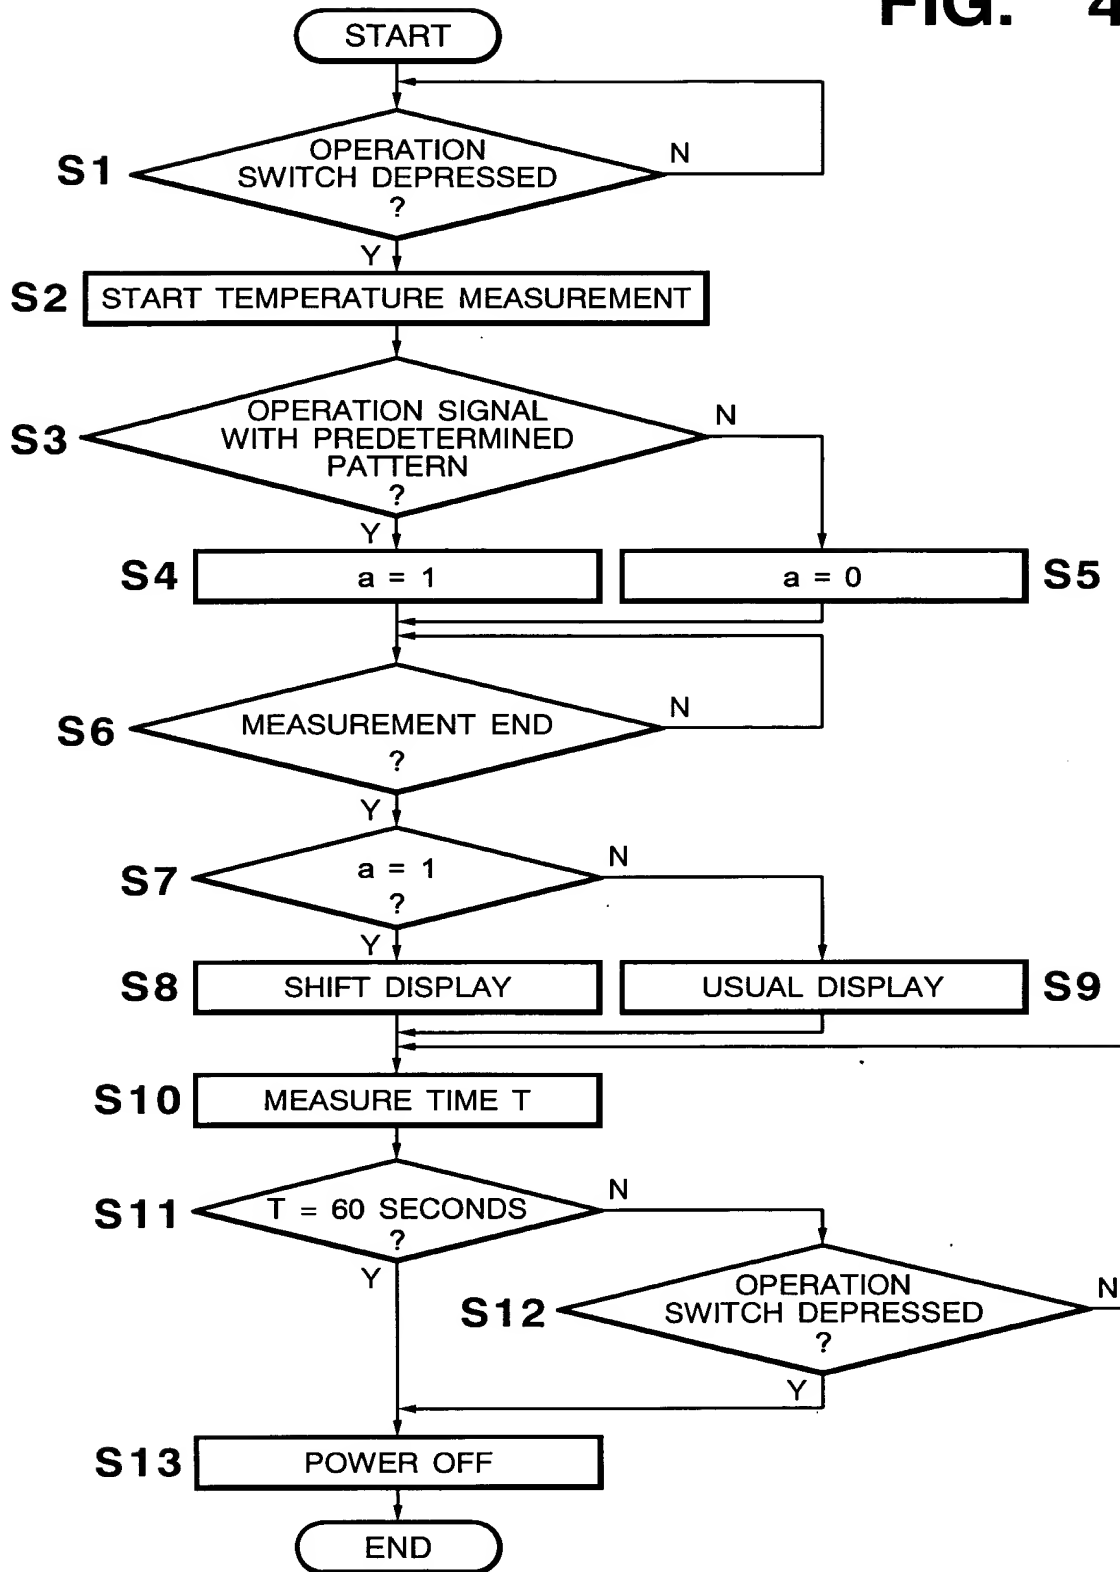 FIG. 4
START
S1
OPERATION
SWITCH DEPRESSED
?
N
Y
S2
START TEMPERATURE MEASUREMENT
S3
OPERATION SIGNAL
WITH PREDETERMINED
PATTERN
?
N
Y
S4
a = 1
a = 0
S5
S6
MEASUREMENT END
?
N
Y
S7
a = 1
?
N
Y
S8
SHIFT DISPLAY
USUAL DISPLAY
S9
S10
MEASURE TIME T
S11
T = 60 SECONDS
?
N
Y
S12
OPERATION
SWITCH DEPRESSED
?
N
Y
S13
POWER OFF
END